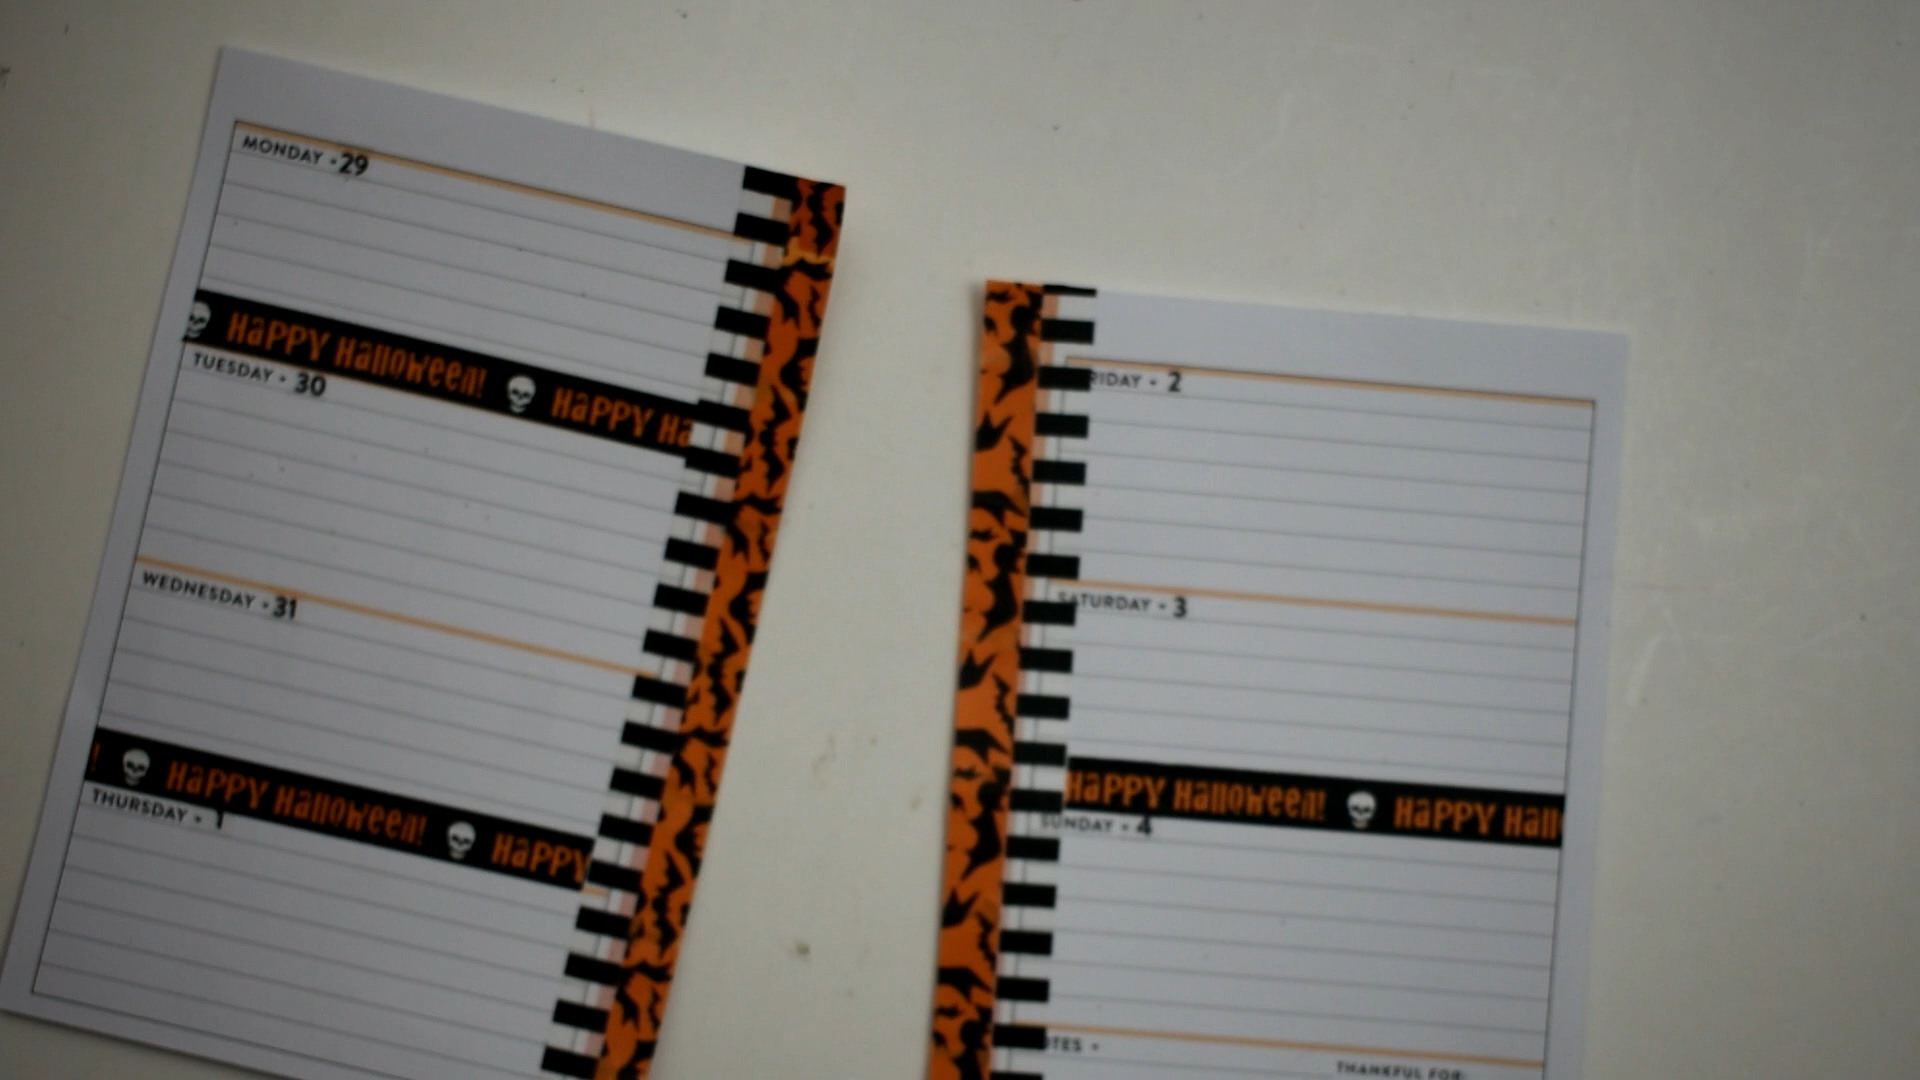 MONDAY • 29
HAPPY Halloween! HAPPY Ha
TUESDAY • 30
WEDNESDAY • 31
! HAPPY Halloween! HAPPY
THURSDAY • 1
RIDAY • 2
SATURDAY • 3
HAPPY Halloween! HAPPY Hall
SUNDAY • 4
OTES •
THANKFUL FOR: